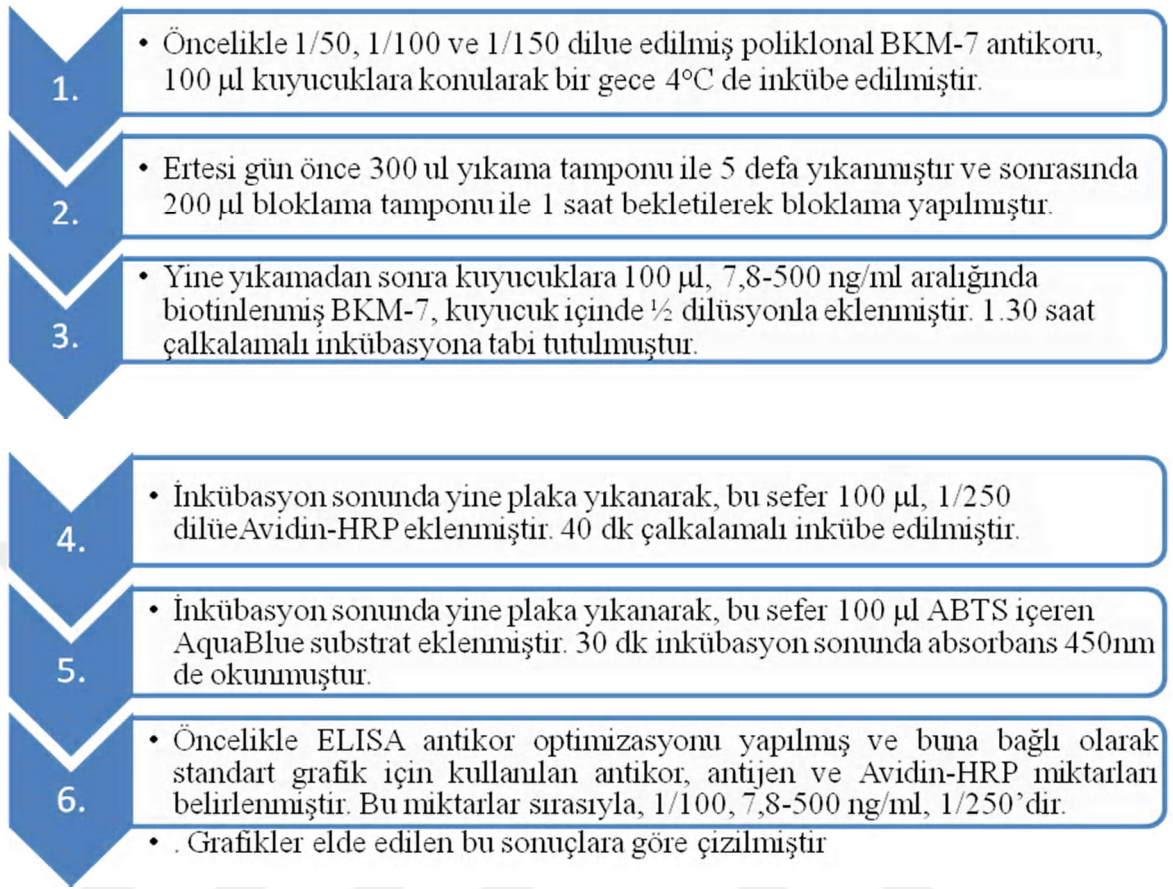 1.
• Öncelikle 1/50, 1/100 ve 1/150 dilue edilmiş poliklonal BKM-7 antikoru,
100 µl kuyucuklara konularak bir gece 4°C de inkübe edilmiştir.
2.
• Ertesi gün önce 300 ul yıkama tamponu ile 5 defa yıkanmıştır ve sonrasında
200 µl bloklama tamponu ile 1 saat bekletilerek bloklama yapılmıştır.
3.
• Yine yıkamadan sonra kuyucuklara 100 µl, 7,8-500 ng/ml aralığında
biotinlenmiş BKM-7, kuyucuk içinde ½ dilüsyonla eklenmiştir. 1.30 saat
çalkalamalı inkübasyona tabi tutulmuştur.
4.
• İnkübasyon sonunda yine plaka yıkanarak, bu sefer 100 µl, 1/250
dilüe Avidin-HRP eklenmiştir. 40 dk çalkalamalı inkübe edilmiştir.
5.
• İnkübasyon sonunda yine plaka yıkanarak, bu sefer 100 µl ABTS içeren
AquaBlue substrat eklenmiştir. 30 dk inkübasyon sonunda absorbans 450nm
de okunmuştur.
6.
• Öncelikle ELISA antikor optimizasyonu yapılmış ve buna bağlı olarak
standart grafik için kullanılan antikor, antijen ve Avidin-HRP miktarları
belirlenmiştir. Bu miktarlar sırasıyla, 1/100, 7,8-500 ng/ml, 1/250’dir.
• . Grafikler elde edilen bu sonuçlara göre çizilmiştir